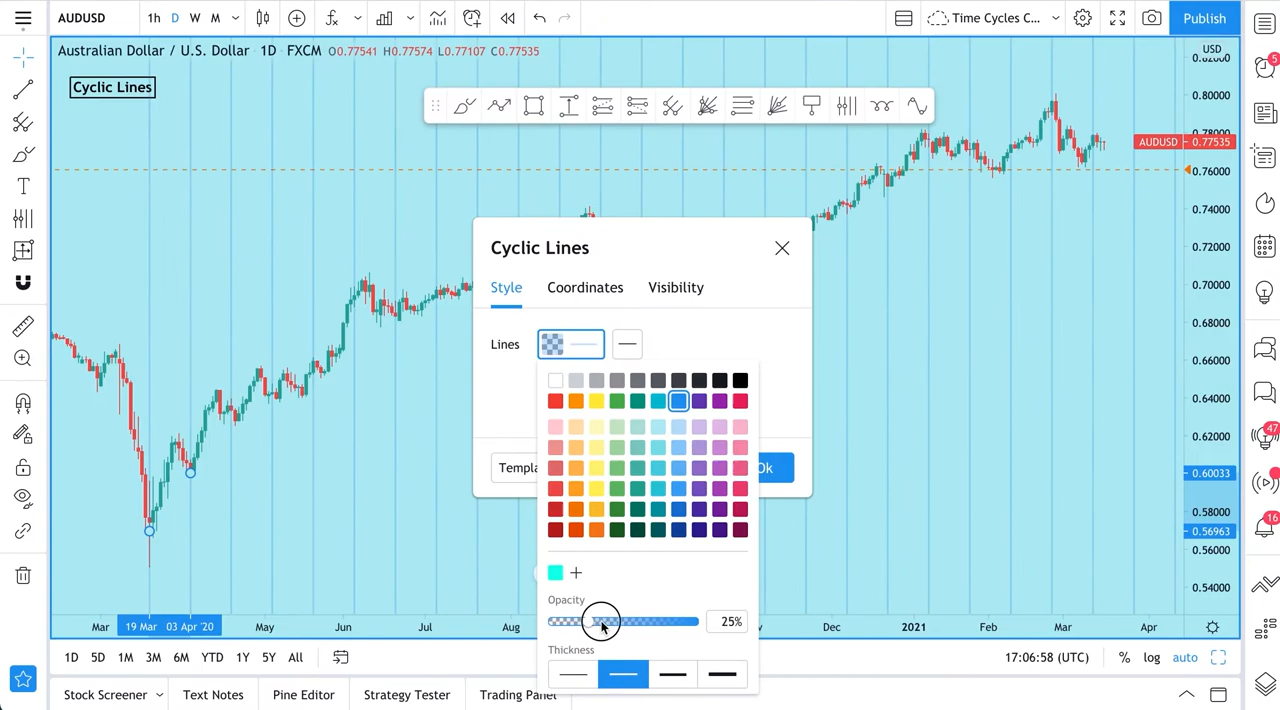 AUDUSD 1h D W M Time Cycles C... Publish
Australian Dollar / U.S. Dollar · 1D · FXCM O0.77541 H0.77574 L0.77107 C0.77535
USD
Cyclic Lines
0.80000
0.78000
AUDUSD 0.77535
0.76000
0.74000
0.72000
0.70000
0.68000
0.66000
0.64000
0.62000
0.60033
0.58000
0.56963
0.56000
0.54000
5
47
16
Cyclic Lines
Style Coordinates Visibility
Lines
Templa
Ok
Opacity
25%
Thickness
Mar 19 Mar 03 Apr '20 May Jun Jul Aug Dec 2021 Feb Mar Apr
1D 5D 1M 3M 6M YTD 1Y 5Y All 17:06:58 (UTC) % log auto
Stock Screener Text Notes Pine Editor Strategy Tester Trading Panel